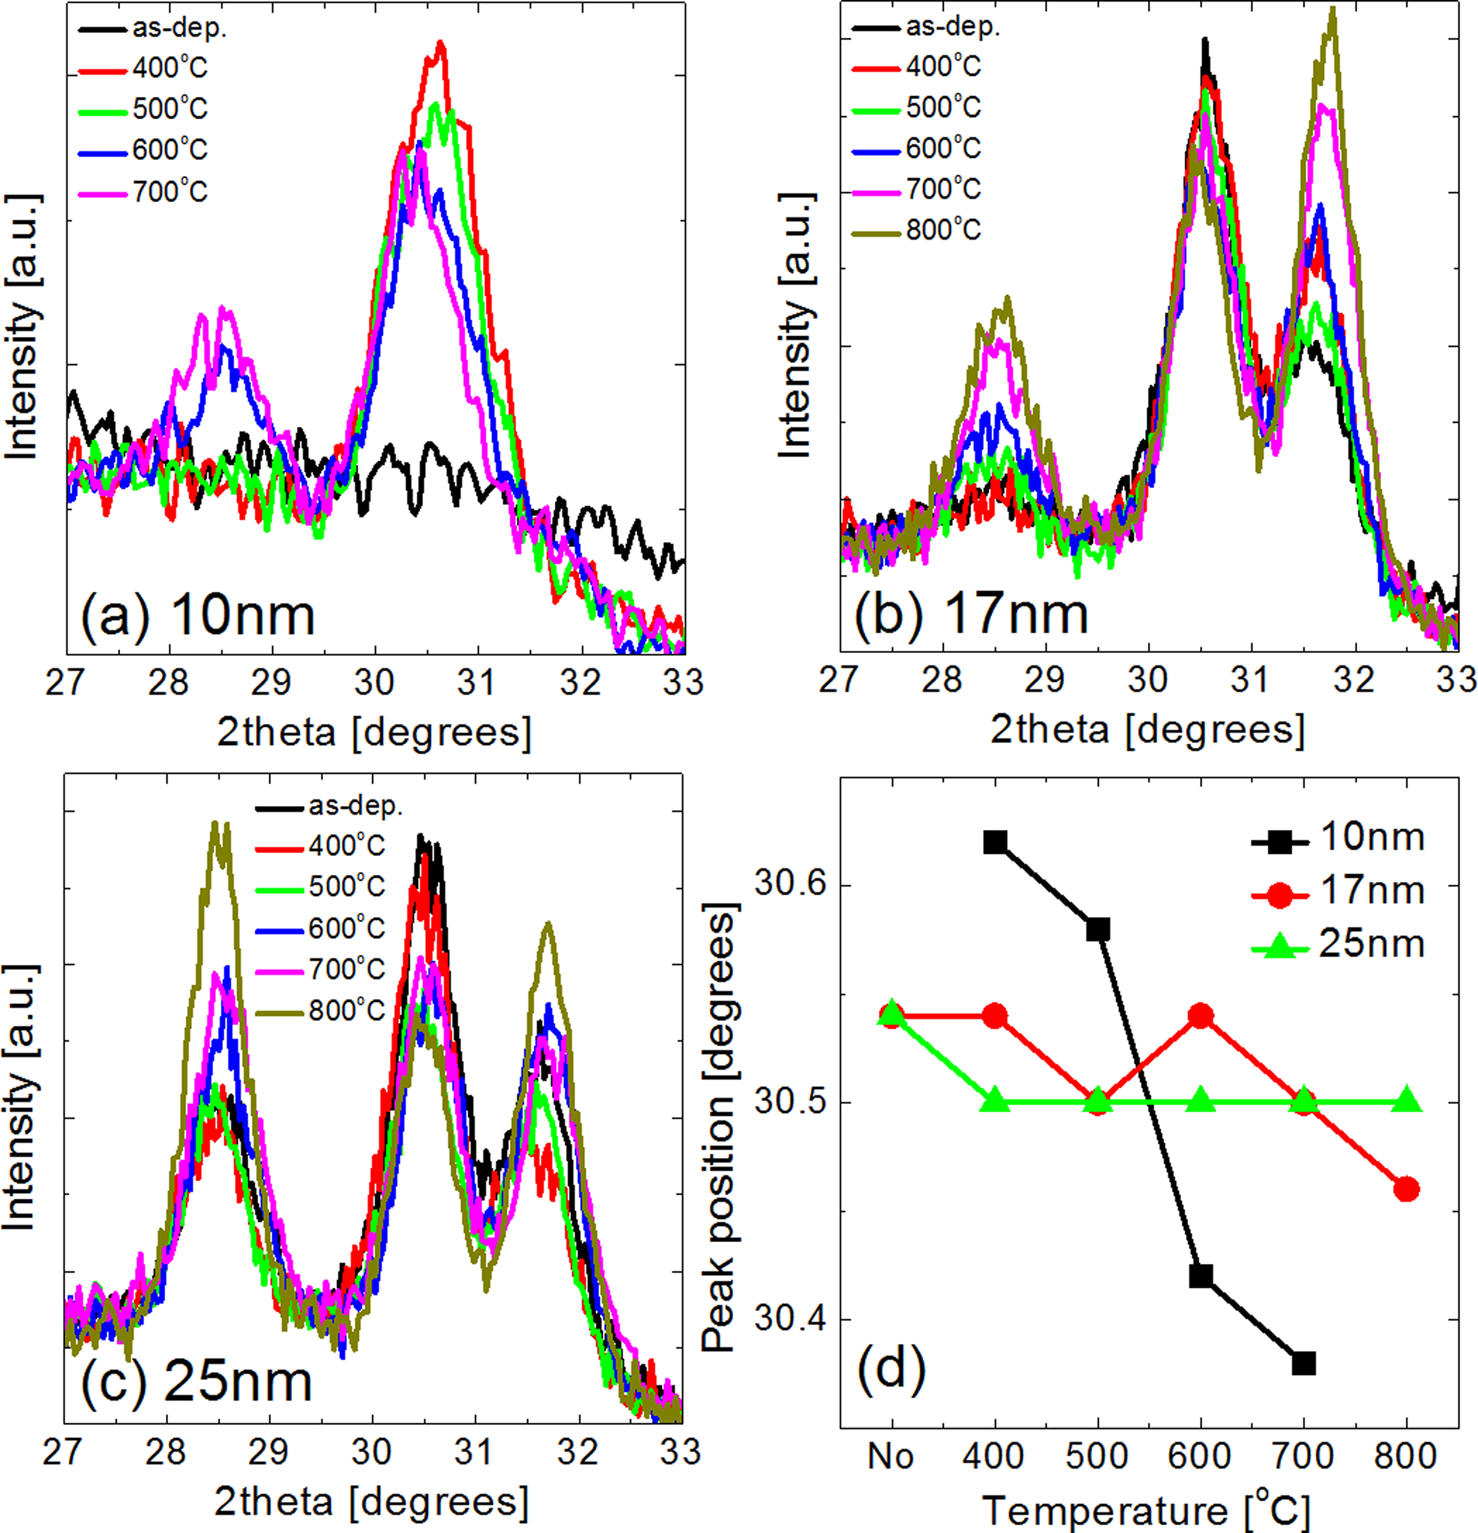 as-dep.
400°C
500°C
600°C
700°C
Intensity [a.u.]
(a) 10nm
27 28 29 30 31 32 33
2theta [degrees]
as-dep.
400°C
500°C
600°C
700°C
800°C
Intensity [a.u.]
(b) 17nm
27 28 29 30 31 32 33
2theta [degrees]
as-dep.
400°C
500°C
600°C
700°C
800°C
Intensity [a.u.]
(c) 25nm
27 28 29 30 31 32 33
2theta [degrees]
10nm
17nm
25nm
30.6
30.5
30.4
Peak position [degrees]
(d)
No 400 500 600 700 800
Temperature [°C]